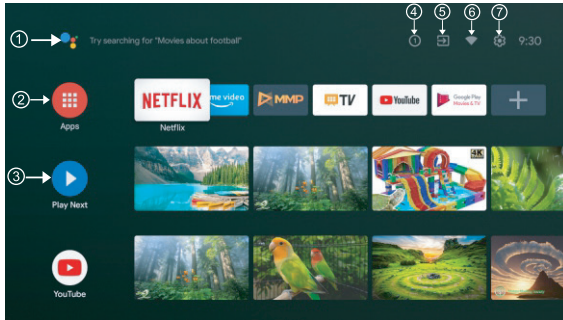 ① Try searching for "Movies about football" ④ ⑤ ⑥ ⑦ 9:30
②
Apps
NETFLIX me video MMP TV YouTube Google Play Movies & TV
Netflix
③
Play Next
4K
YouTube